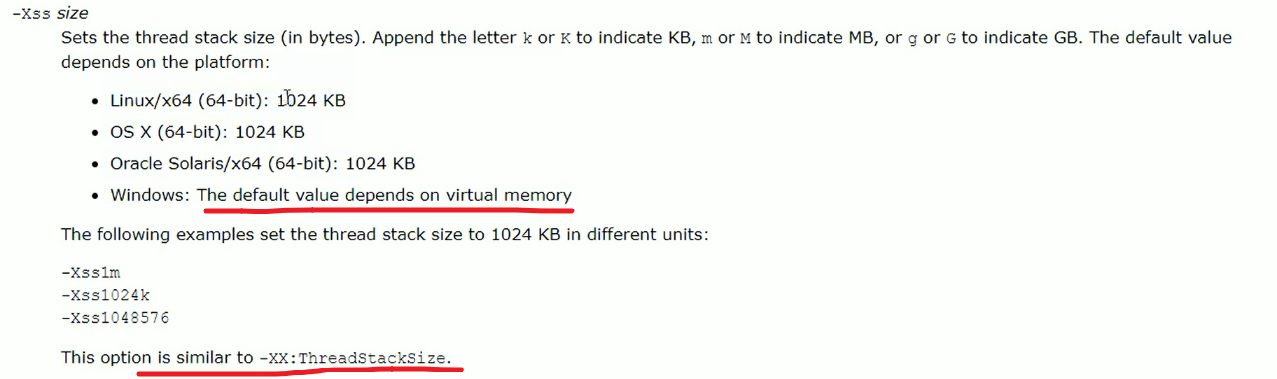 -Xss size
Sets the thread stack size (in bytes). Append the letter k or K to indicate KB, m or M to indicate MB, or g or G to indicate GB. The default value
depends on the platform:
• Linux/x64 (64-bit): 1024 KB
• OS X (64-bit): 1024 KB
• Oracle Solaris/x64 (64-bit): 1024 KB
• Windows: The default value depends on virtual memory
The following examples set the thread stack size to 1024 KB in different units:
-Xss1m
-Xss1024k
-Xss1048576
This option is similar to -XX:ThreadStackSize.